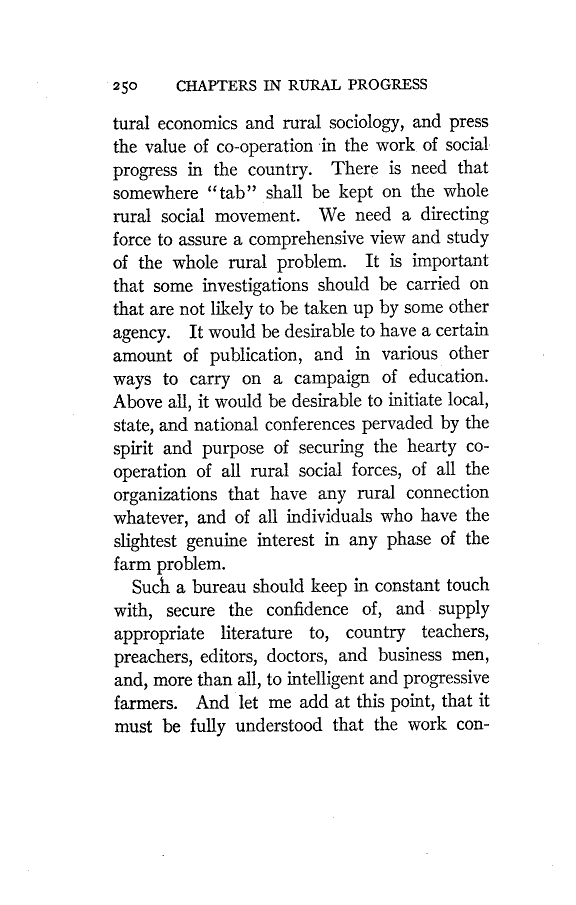 250 CHAPTERS IN RURAL PROGRESS
tural economics and rural sociology, and press
the value of co-operation in the work of social
progress in the country. There is need that
somewhere “tab” shall be kept on the whole
rural social movement. We need a directing
force to assure a comprehensive view and study
of the whole rural problem. It is important
that some investigations should be carried on
that are not likely to be taken up by some other
agency. It would be desirable to have a certain
amount of publication, and in various other
ways to carry on a campaign of education.
Above all, it would be desirable to initiate local,
state, and national conferences pervaded by the
spirit and purpose of securing the hearty co-
operation of all rural social forces, of all the
organizations that have any rural connection
whatever, and of all individuals who have the
slightest genuine interest in any phase of the
farm problem.
Such a bureau should keep in constant touch
with, secure the confidence of, and supply
appropriate literature to, country teachers,
preachers, editors, doctors, and business men,
and, more than all, to intelligent and progressive
farmers. And let me add at this point, that it
must be fully understood that the work con-